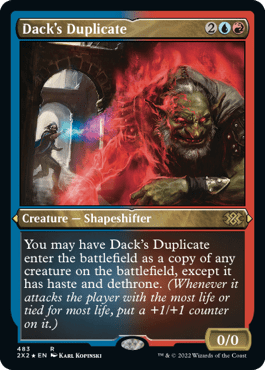 Dack's Duplicate 2
Creature — Shapeshifter
You may have Dack's Duplicate
enter the battlefield as a copy of any
creature on the battlefield, except it
has haste and dethrone. (Whenever it
attacks the player with the most life or
tied for most life, put a +1/+1 counter
on it.)
0/0
483 R
2X2 ★ EN Karl Kopinski ™ & © 2022 Wizards of the Coast